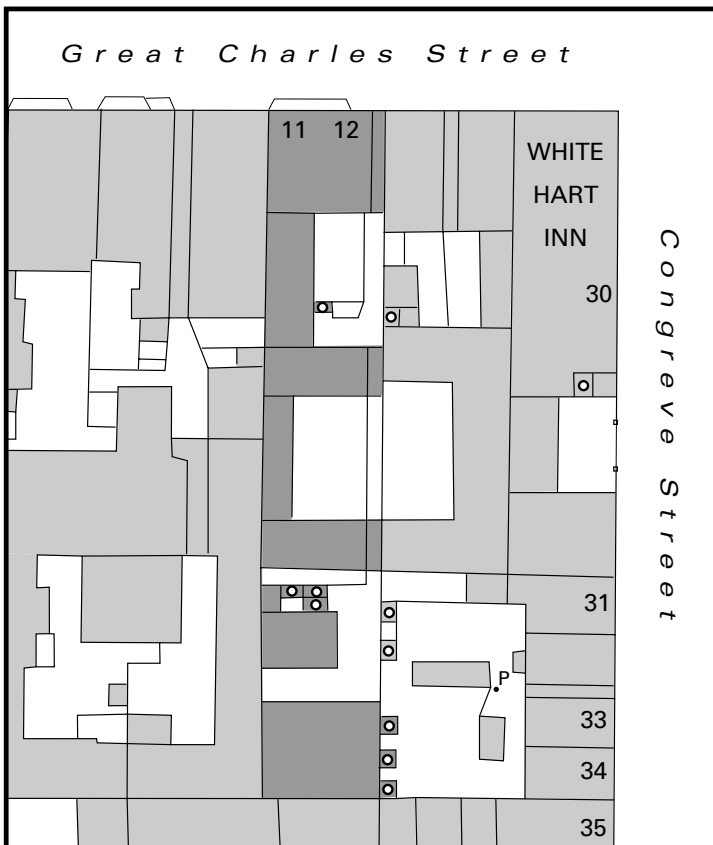 Great Charles Street
11 12
WHITE
HART
INN
30
Congreve Street
31
P
33
34
35